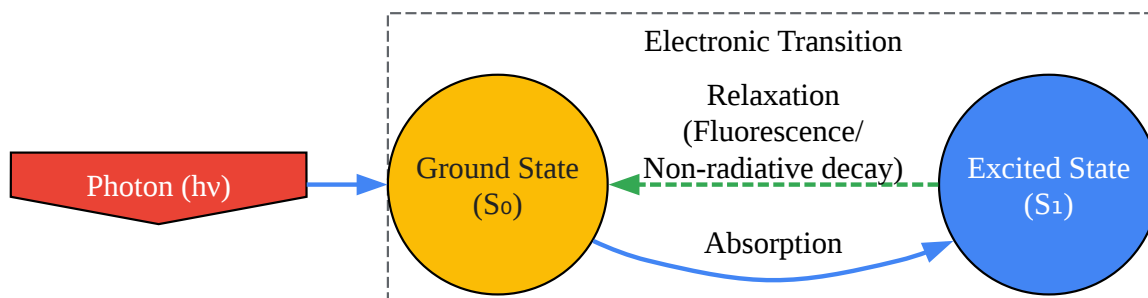 Electronic Transition
Relaxation
(Fluorescence/
Non-radiative decay)
Photon (hν)
Ground State
(S₀)
Excited State
(S₁)
Absorption